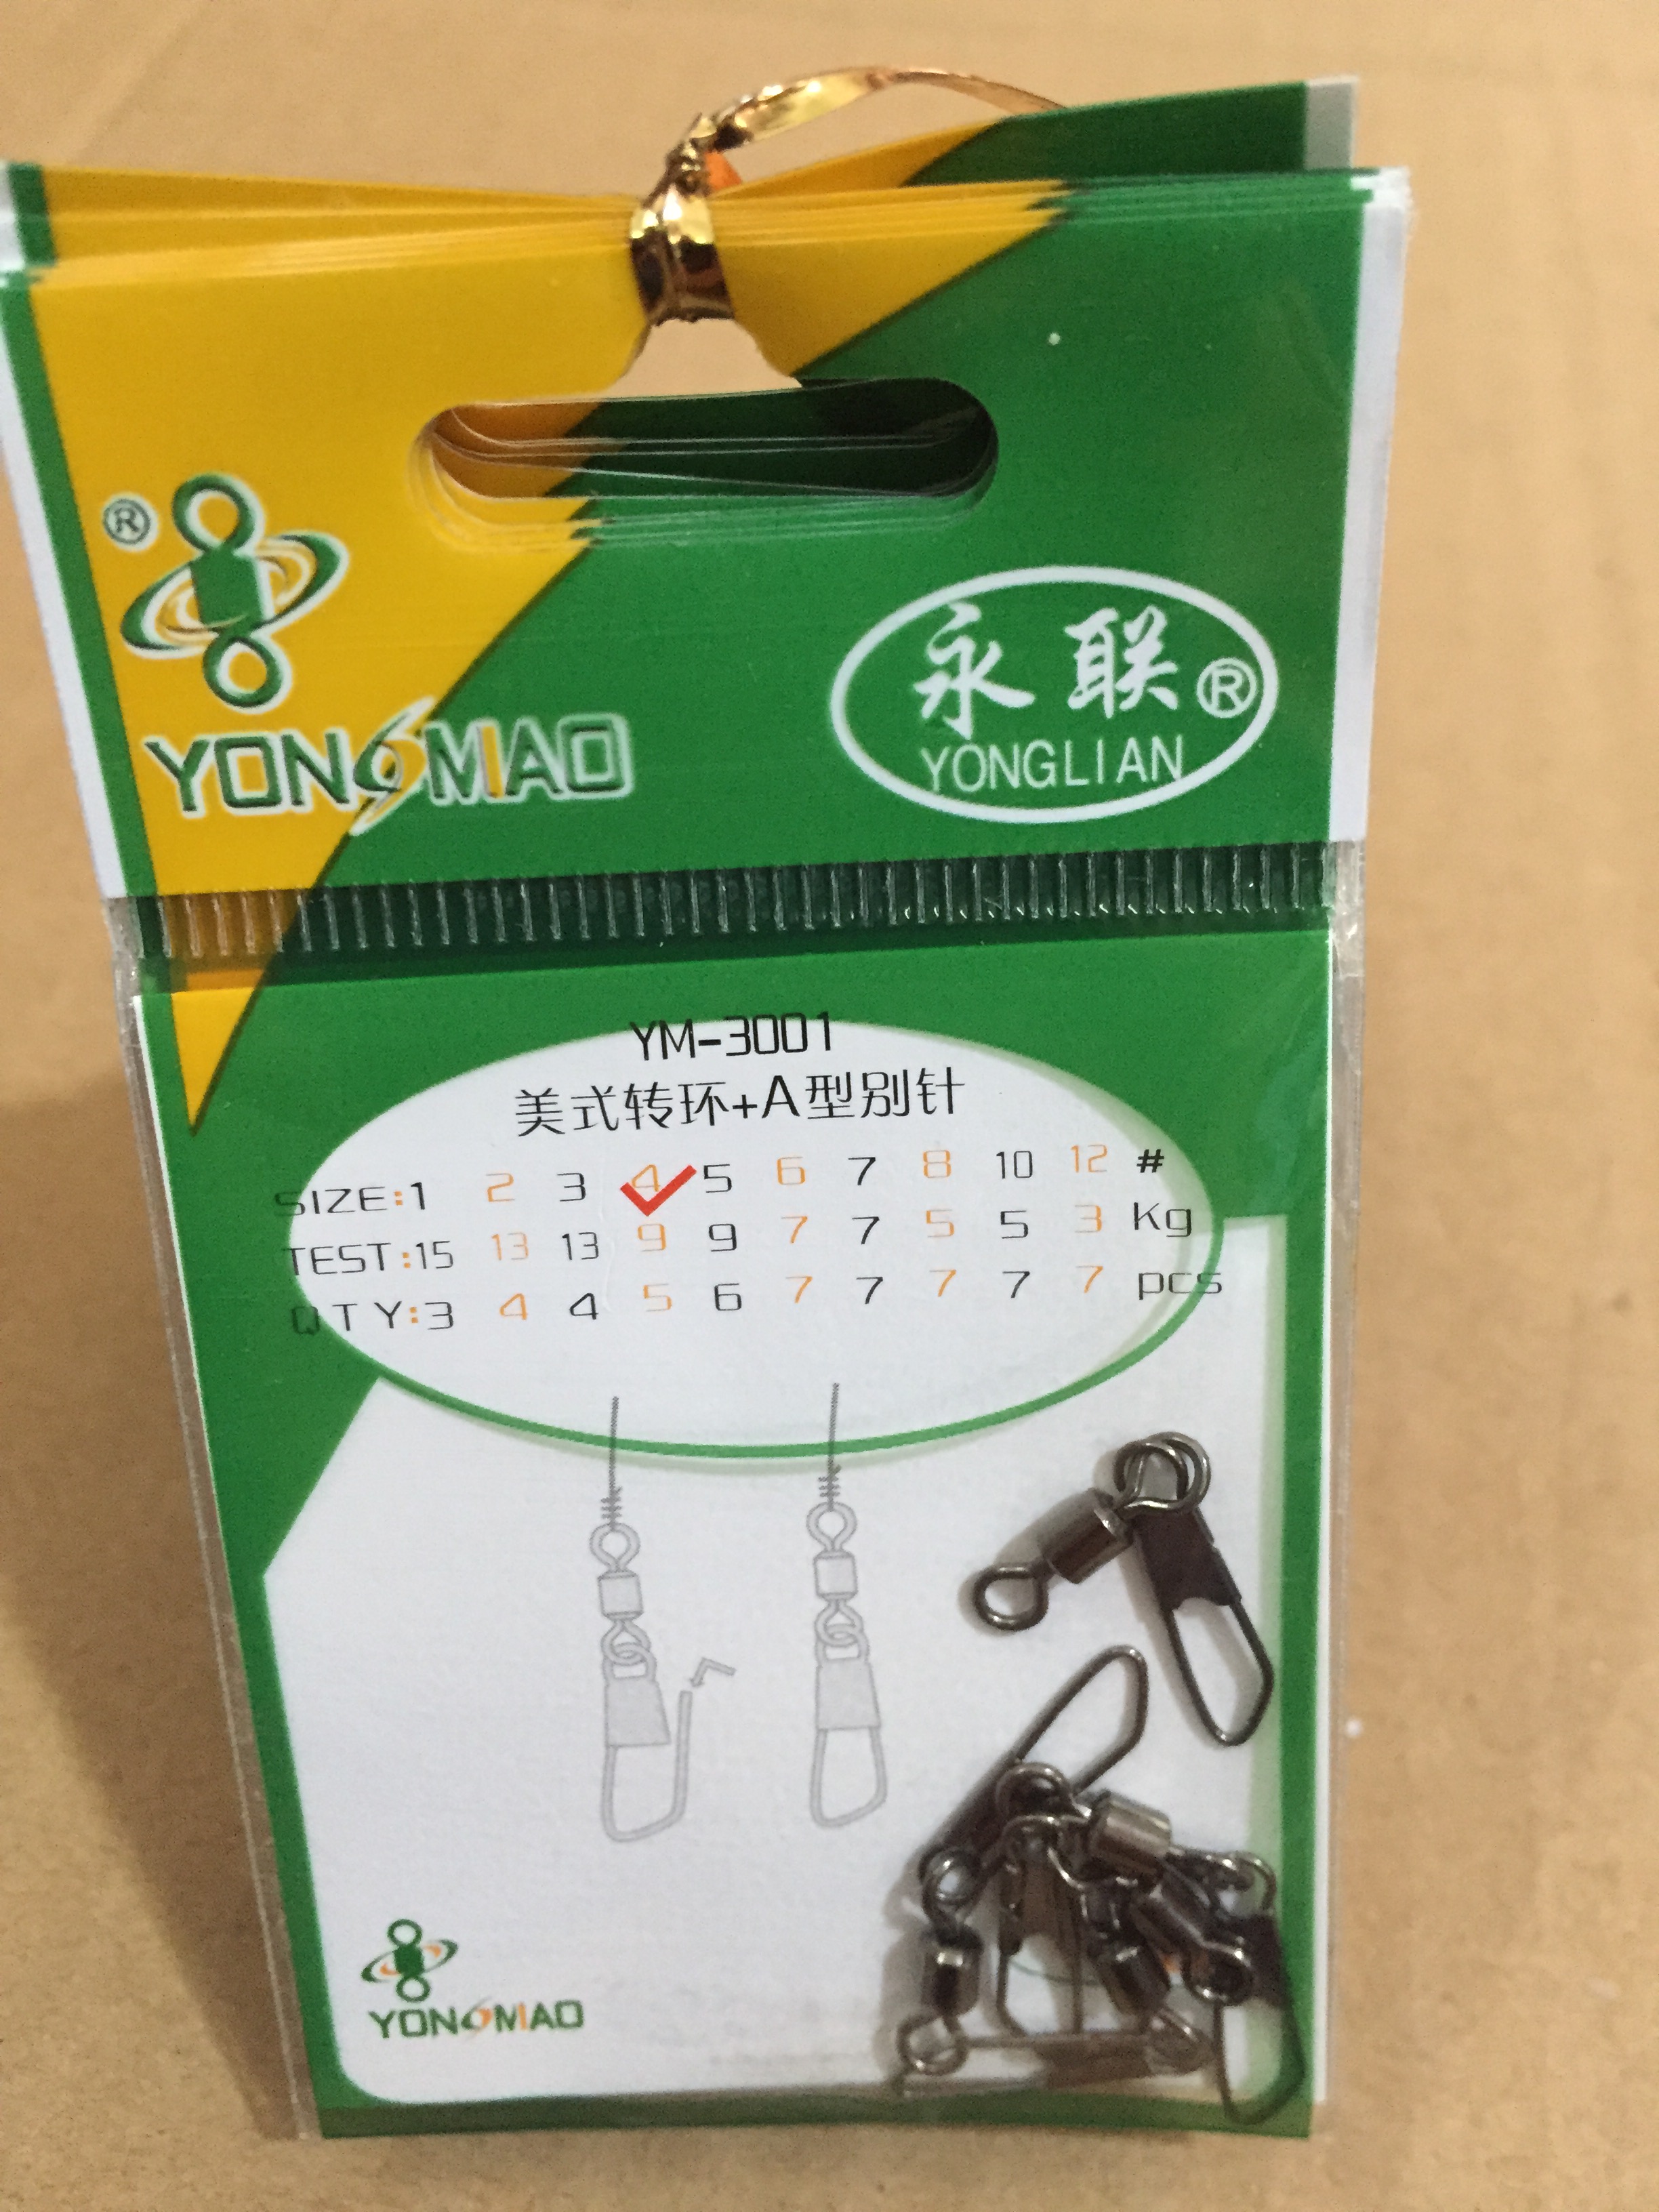 ®
YONGMAO
永联®
YONGLIAN
YM-3001
美式转环+A型别针
SIZE:1 2 3 4 5 6 7 8 10 12 #
TEST:15 13 13 9 9 7 7 5 5 3 Kg
QTY:3 4 4 5 6 7 7 7 7 7 pcs
YONGMAO